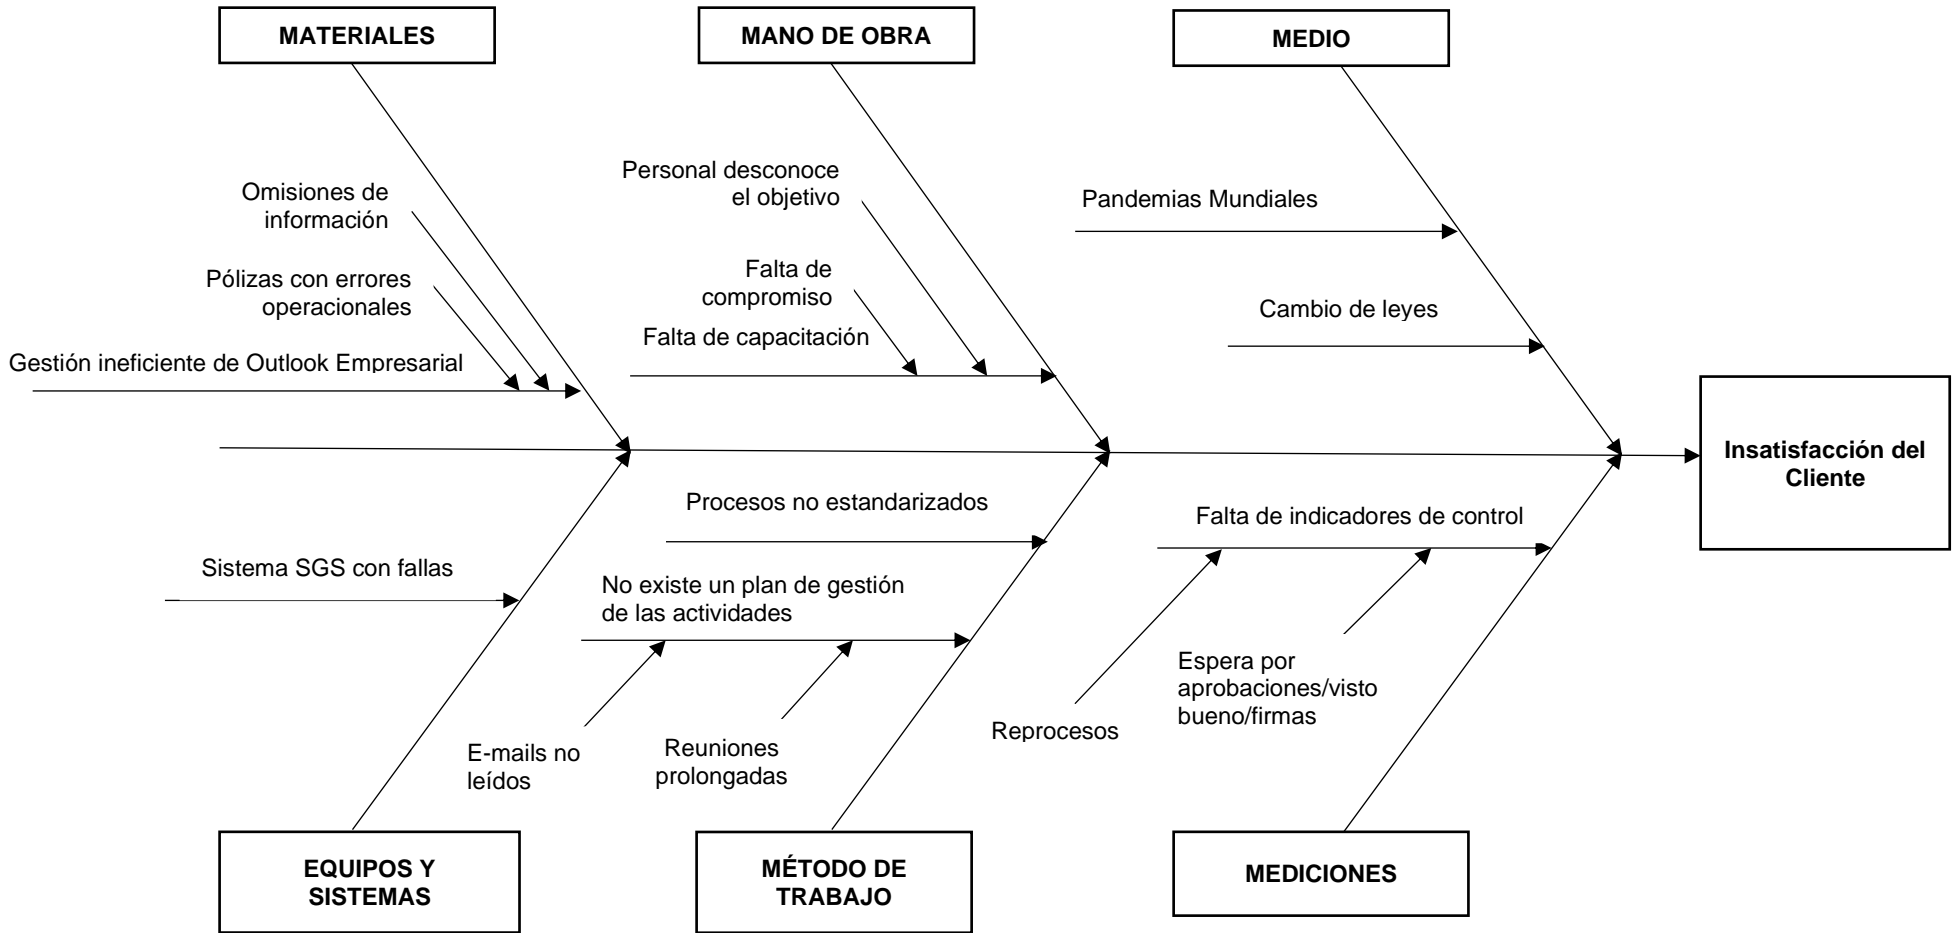 MATERIALES
MANO DE OBRA
MEDIO
Omisiones de
información
Pólizas con errores
operacionales
Gestión ineficiente de Outlook Empresarial
Personal desconoce
el objetivo
Falta de
compromiso
Falta de capacitación
Pandemias Mundiales
Cambio de leyes
Insatisfacción del
Cliente
Sistema SGS con fallas
Procesos no estandarizados
No existe un plan de gestión
de las actividades
E-mails no
leídos
Reuniones
prolongadas
Falta de indicadores de control
Reprocesos
Espera por
aprobaciones/visto
bueno/firmas
EQUIPOS Y
SISTEMAS
MÉTODO DE
TRABAJO
MEDICIONES